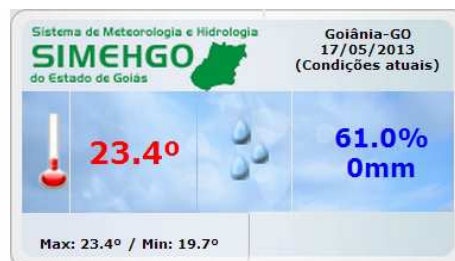 Sistema de Meteorologia e Hidrologia
SIMEHGO
do Estado de Goiás
Goiânia-GO
17/05/2013
(Condições atuais)
23.4º
61.0%
0mm
Max: 23.4º / Min: 19.7º